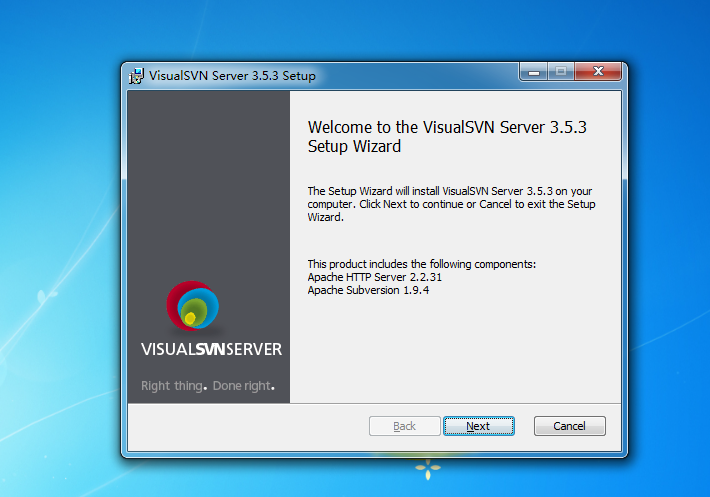 VisualSVN Server 3.5.3 Setup
Welcome to the VisualSVN Server 3.5.3
Setup Wizard
The Setup Wizard will install VisualSVN Server 3.5.3 on your
computer. Click Next to continue or Cancel to exit the Setup
Wizard.
This product includes the following components:
Apache HTTP Server 2.2.31
Apache Subversion 1.9.4
VISUALSVNSERVER
Right thing. Done right.
Back
Next
Cancel